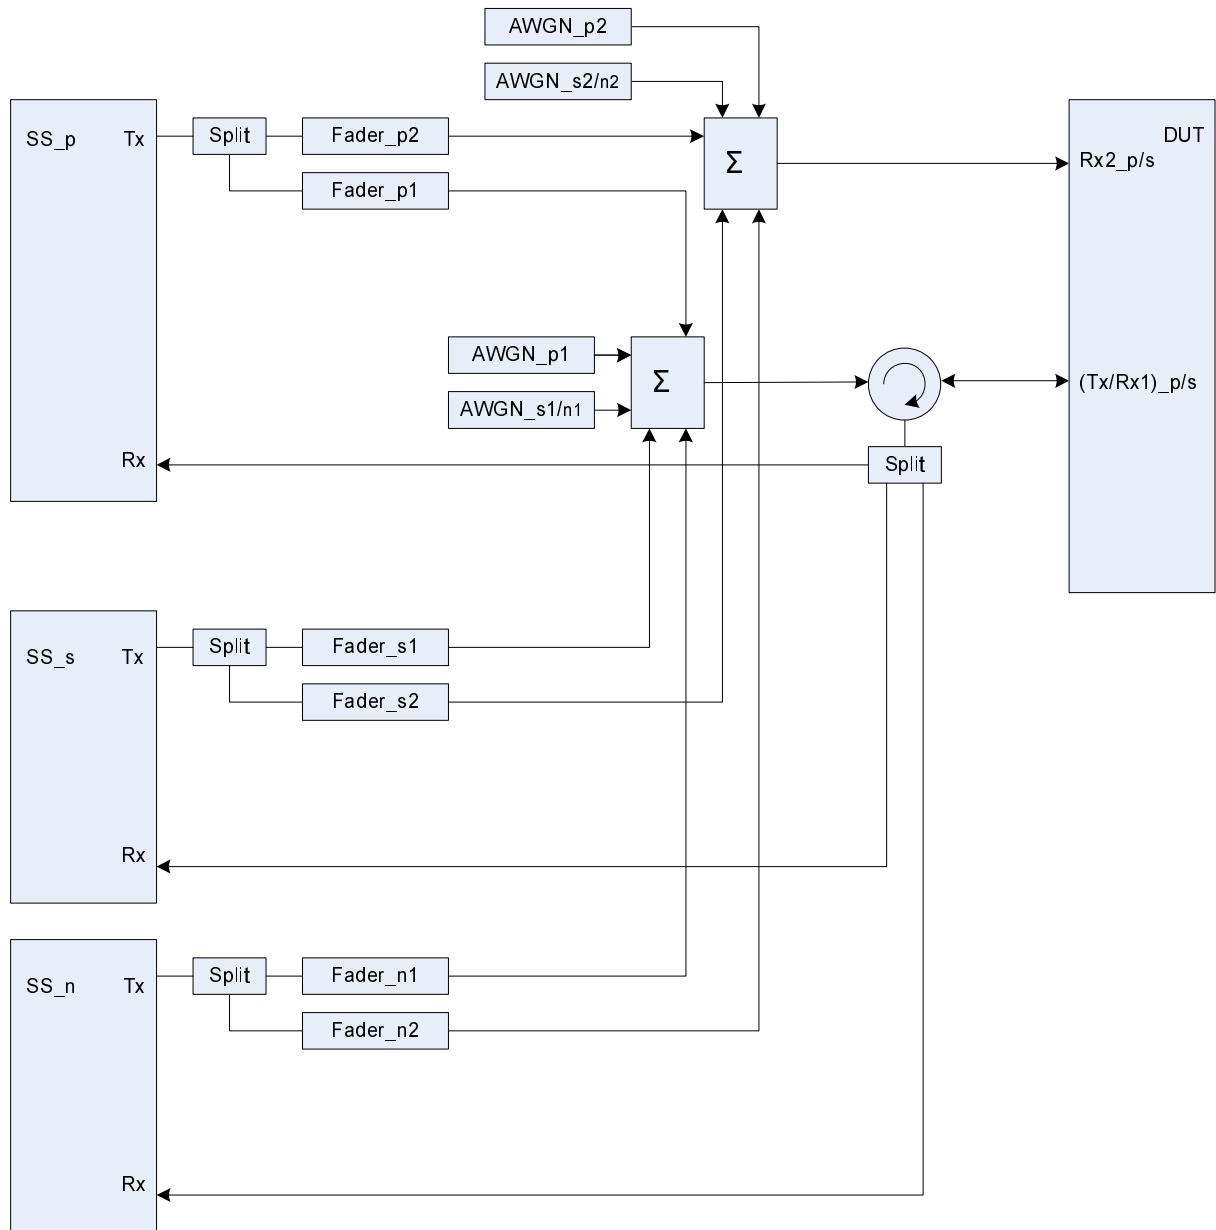 AWGN_p2
AWGN_s2/n2
SS_p
Tx
Split
Fader_p2
Fader_p1
Σ
DUT
Rx2_p/s
AWGN_p1
AWGN_s1/n1
Σ
(Tx/Rx1)_p/s
Rx
Split
SS_s
Tx
Split
Fader_s1
Fader_s2
Rx
SS_n
Tx
Split
Fader_n1
Fader_n2
Rx